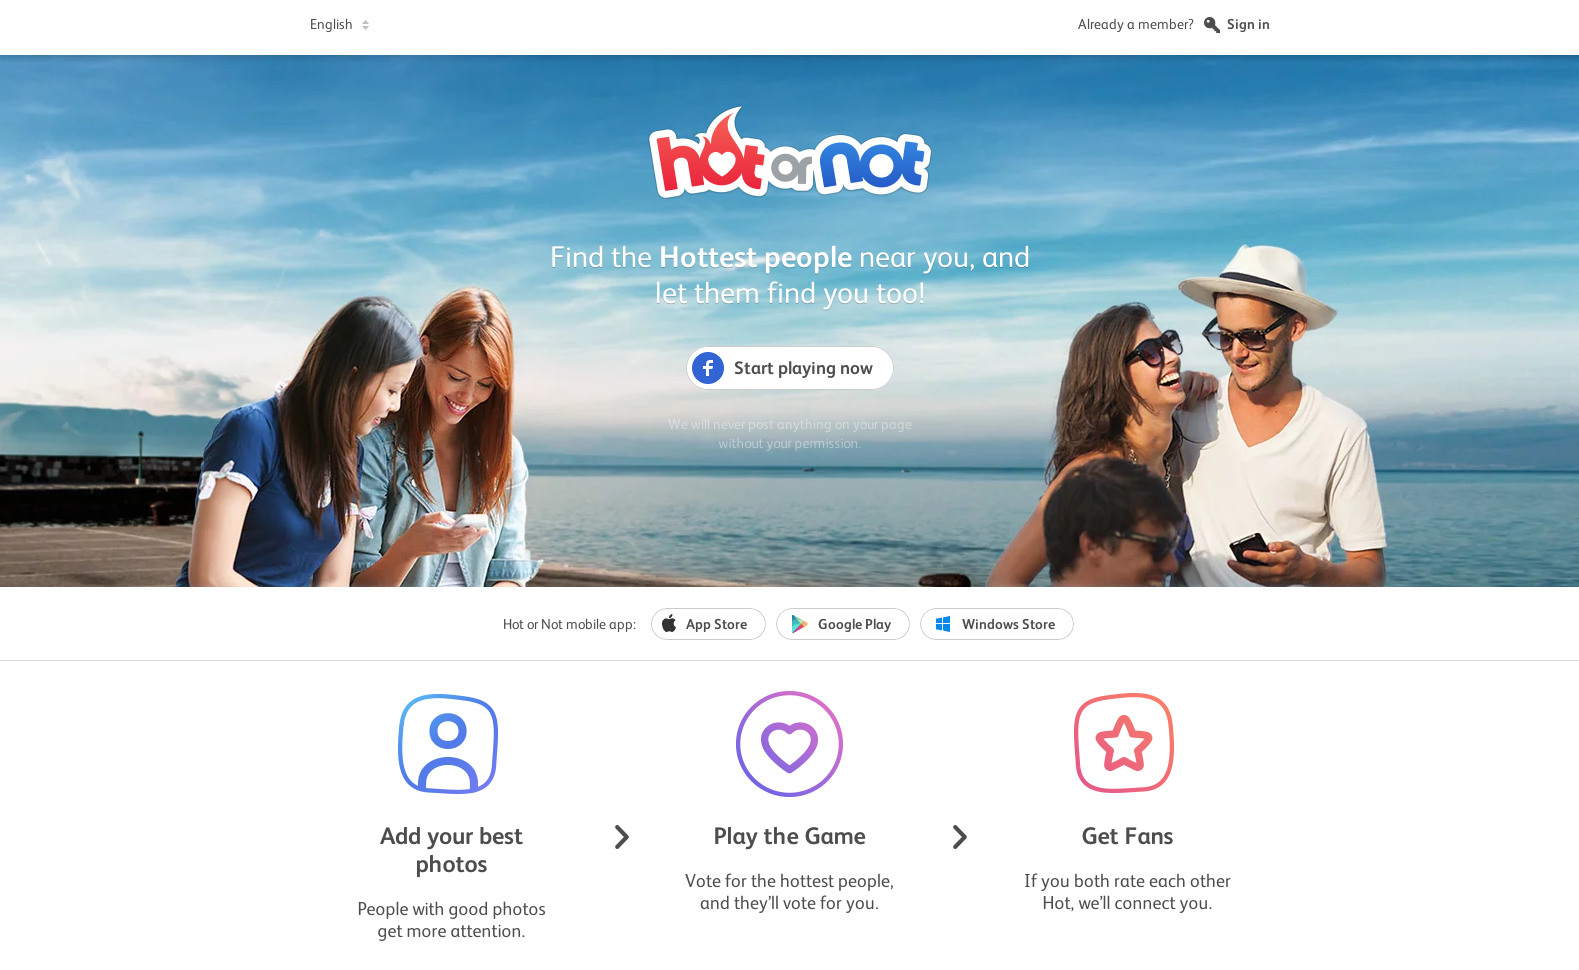 English
Already a member? Sign in
hot or not
Find the Hottest people near you, and
let them find you too!
Start playing now
We will never post anything on your page
without your permission.
Hot or Not mobile app: App Store Google Play Windows Store
Add your best
photos
People with good photos
get more attention.
Play the Game
Vote for the hottest people,
and they'll vote for you.
Get Fans
If you both rate each other
Hot, we'll connect you.